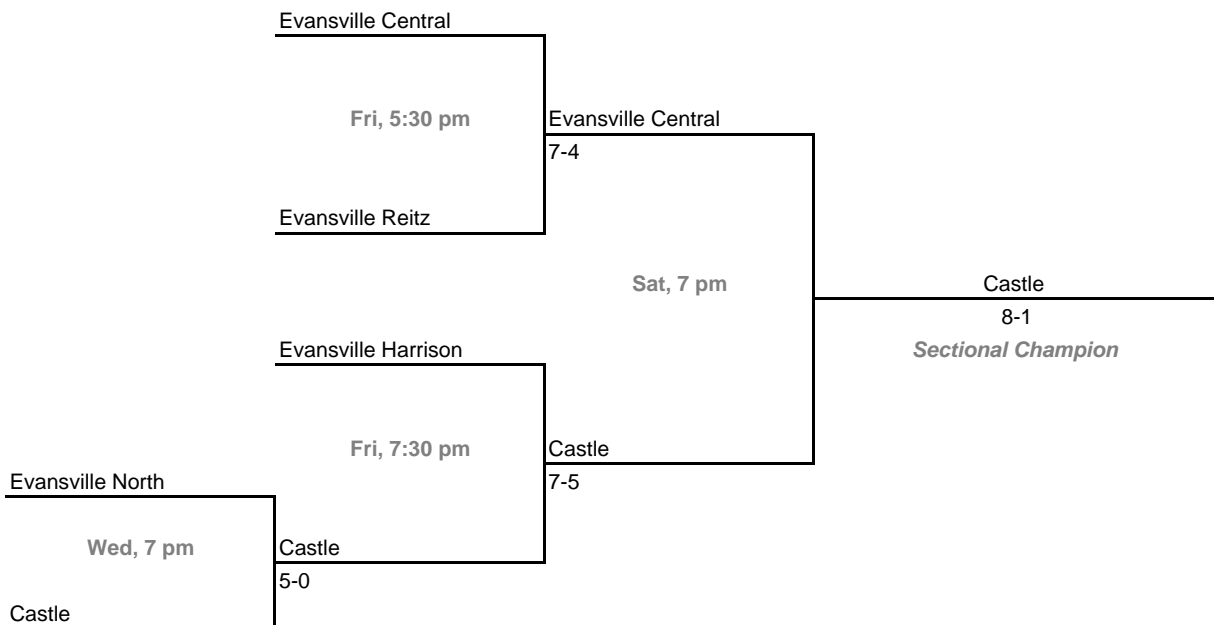 Evansville Central
Fri, 5:30 pm
Evansville Central
7-4
Evansville Reitz
Sat, 7 pm
Castle
8-1
Sectional Champion
Evansville Harrison
Fri, 7:30 pm
Castle
7-5
Evansville North
Wed, 7 pm
Castle
5-0
Castle